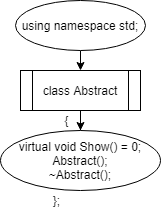 using namespace std;
class Abstract
{
virtual void Show() = 0;
Abstract();
~Abstract();
};